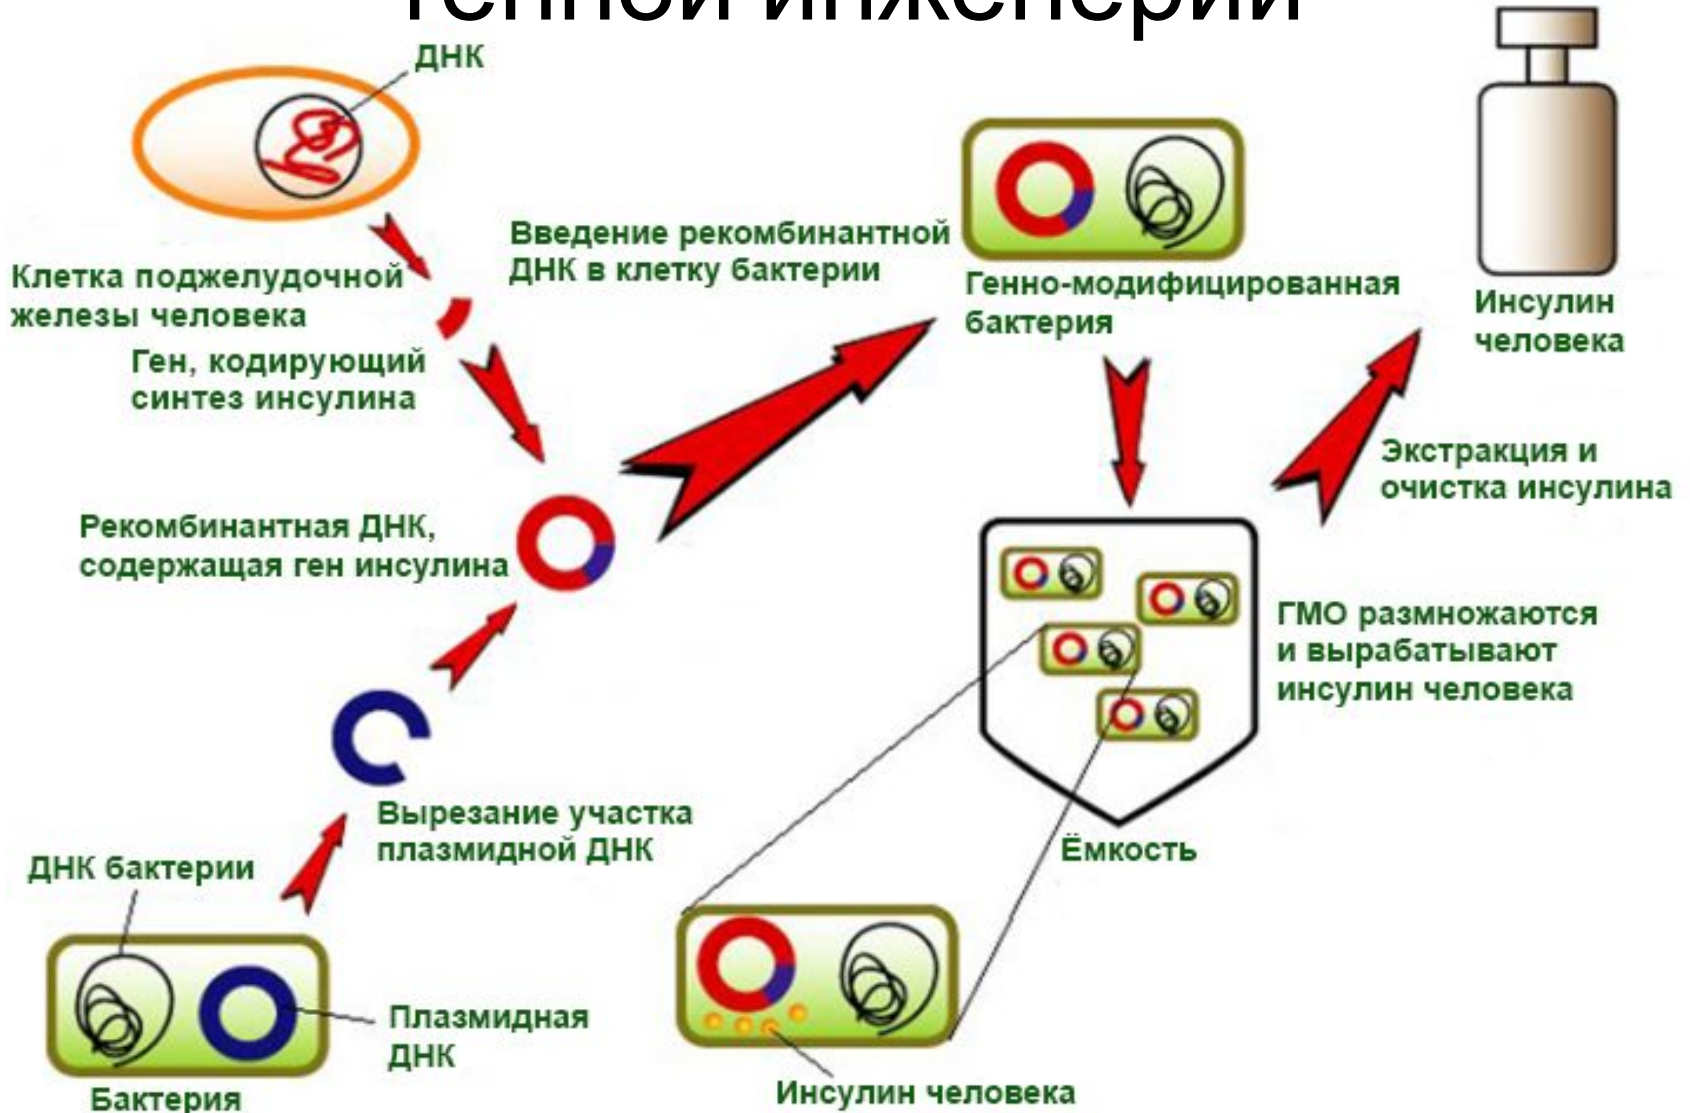 генной инженерии
ДНК
Клетка поджелудочной
железы человека
Ген, кодирующий
синтез инсулина
Введение рекомбинантной
ДНК в клетку бактерии
Генно-модифицированная
бактерия
Инсулин
человека
Экстракция и
очистка инсулина
Рекомбинантная ДНК,
содержащая ген инсулина
ГМО размножаются
и вырабатывают
инсулин человека
Вырезание участка
плазмидной ДНК
Ёмкость
ДНК бактерии
Плазмидная
ДНК
Бактерия
Инсулин человека